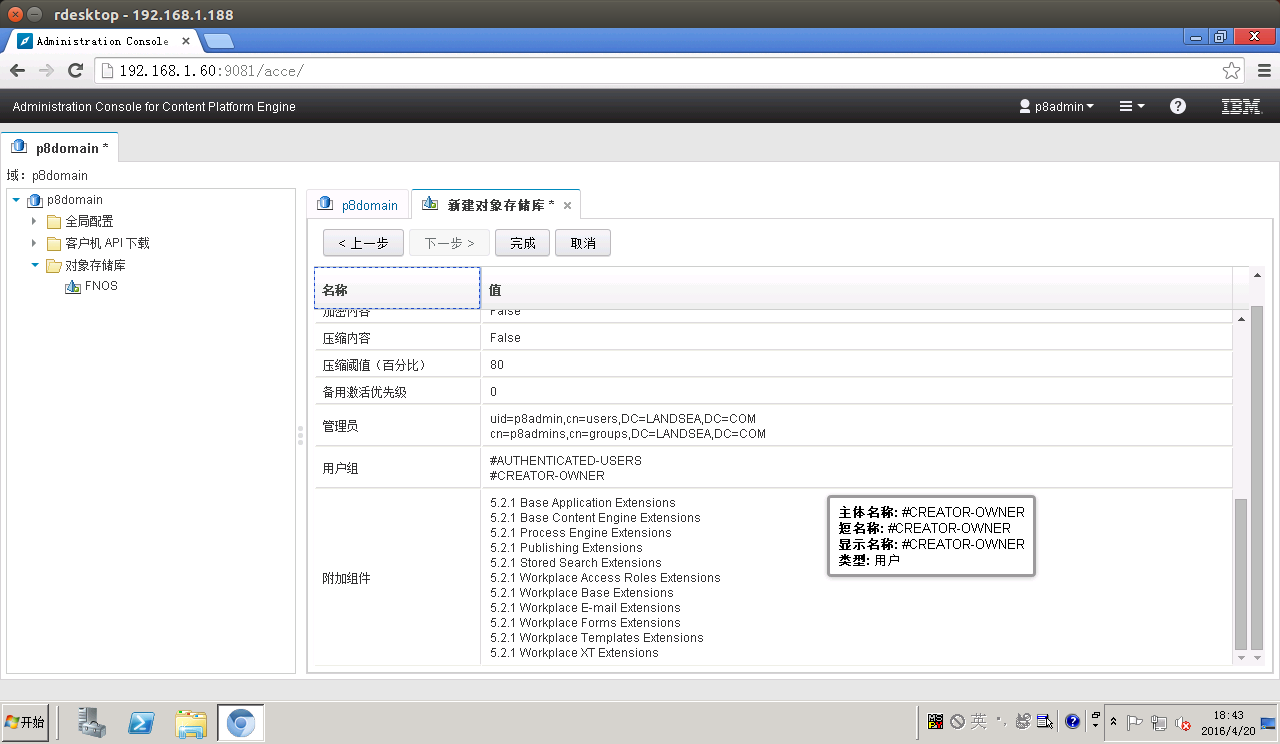 rdesktop - 192.168.1.188
Administration Console
192.168.1.60:9081/acce/
Administration Console for Content Platform Engine
p8admin
IBM.
p8domain *
域: p8domain
p8domain
全局配置
客户机 API 下载
对象存储库
FNOS
p8domain
新建对象存储库 *
< 上一步
下一步 >
完成
取消
名称
值
加密内容
False
压缩内容
False
压缩阈值（百分比）
80
备用激活优先级
0
管理员
uid=p8admin,cn=users,DC=LANDSEA,DC=COM
cn=p8admins,cn=groups,DC=LANDSEA,DC=COM
用户组
#AUTHENTICATED-USERS
#CREATOR-OWNER
附加组件
5.2.1 Base Application Extensions
5.2.1 Base Content Engine Extensions
5.2.1 Process Engine Extensions
5.2.1 Publishing Extensions
5.2.1 Stored Search Extensions
5.2.1 Workplace Access Roles Extensions
5.2.1 Workplace Base Extensions
5.2.1 Workplace E-mail Extensions
5.2.1 Workplace Forms Extensions
5.2.1 Workplace Templates Extensions
5.2.1 Workplace XT Extensions
主体名称: #CREATOR-OWNER
短名称: #CREATOR-OWNER
显示名称: #CREATOR-OWNER
类型: 用户
开始
英
18:43
2016/4/20